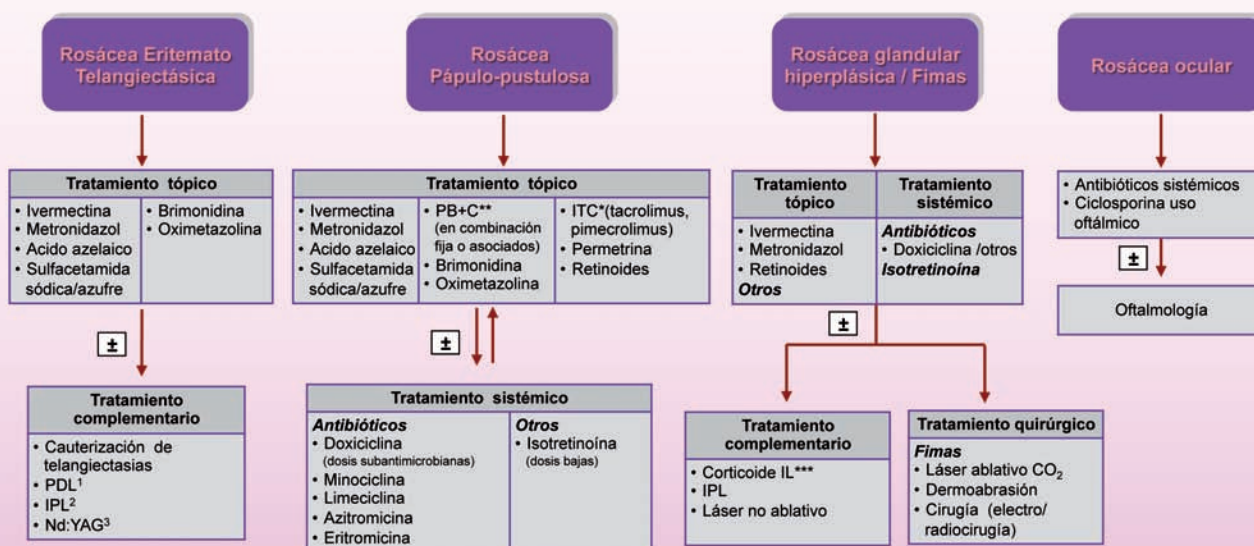 Rosácea Eritemato
Telangiectásica
Tratamiento tópico
• Ivermectina
• Metronidazol
• Acido azelaico
• Sulfacetamida
sódica/azufre
• Brimonidina
• Oximetazolina
±
Tratamiento
complementario
• Cauterización de
telangiectasias
• PDL¹
• IPL²
• Nd:YAG³
Rosácea
Pápulo-pustulosa
Tratamiento tópico
• Ivermectina
• Metronidazol
• Acido azelaico
• Sulfacetamida
sódica/azufre
• PB+C**
(en combinación
fija o asociados)
• Brimonidina
• Oximetazolina
• ITC*(tacrolimus,
pimecrolimus)
• Permetrina
• Retinoides
±
Tratamiento sistémico
Antibióticos
• Doxiciclina
(dosis subantimicrobianas)
• Minociclina
• Limeciclina
• Azitromicina
• Eritromicina
Otros
• Isotretinoína
(dosis bajas)
Rosácea glandular
hiperplásica / Fimas
Tratamiento
tópico
• Ivermectina
• Metronidazol
• Retinoides
Otros
Tratamiento
sistémico
Antibióticos
• Doxiciclina /otros
Isotretinoína
±
Tratamiento
complementario
• Corticoide IL***
• IPL
• Láser no ablativo
Tratamiento quirúrgico
Fimas
• Láser ablativo CO₂
• Dermoabrasión
• Cirugía (electro/
radiocirugía)
Rosácea ocular
• Antibióticos sistémicos
• Ciclosporina uso
oftálmico
±
Oftalmología